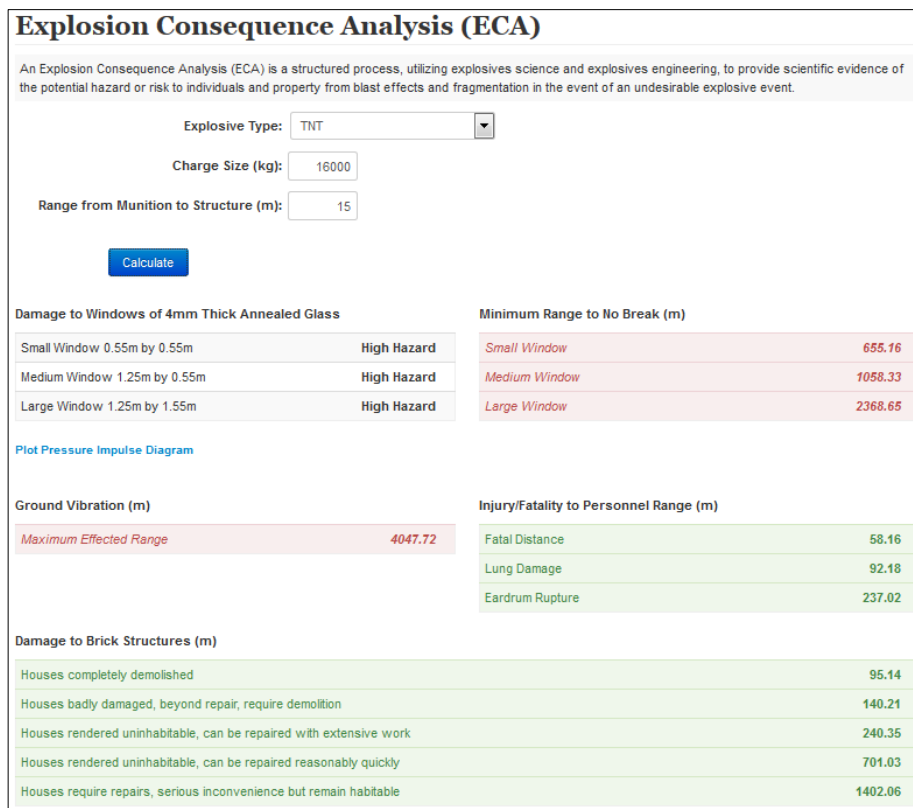 Explosion Consequence Analysis (ECA)
An Explosion Consequence Analysis (ECA) is a structured process, utilizing explosives science and explosives engineering, to provide scientific evidence of
the potential hazard or risk to individuals and property from blast effects and fragmentation in the event of an undesirable explosive event.
Explosive Type: TNT
Charge Size (kg): 16000
Range from Munition to Structure (m): 15
Calculate
Damage to Windows of 4mm Thick Annealed Glass
Small Window 0.55m by 0.55m High Hazard
Medium Window 1.25m by 0.55m High Hazard
Large Window 1.25m by 1.55m High Hazard
Minimum Range to No Break (m)
Small Window 655.16
Medium Window 1058.33
Large Window 2368.65
Plot Pressure Impulse Diagram
Ground Vibration (m)
Maximum Effected Range 4047.72
Injury/Fatality to Personnel Range (m)
Fatal Distance 58.16
Lung Damage 92.18
Eardrum Rupture 237.02
Damage to Brick Structures (m)
Houses completely demolished 95.14
Houses badly damaged, beyond repair, require demolition 140.21
Houses rendered uninhabitable, can be repaired with extensive work 240.35
Houses rendered uninhabitable, can be repaired reasonably quickly 701.03
Houses require repairs, serious inconvenience but remain habitable 1402.06